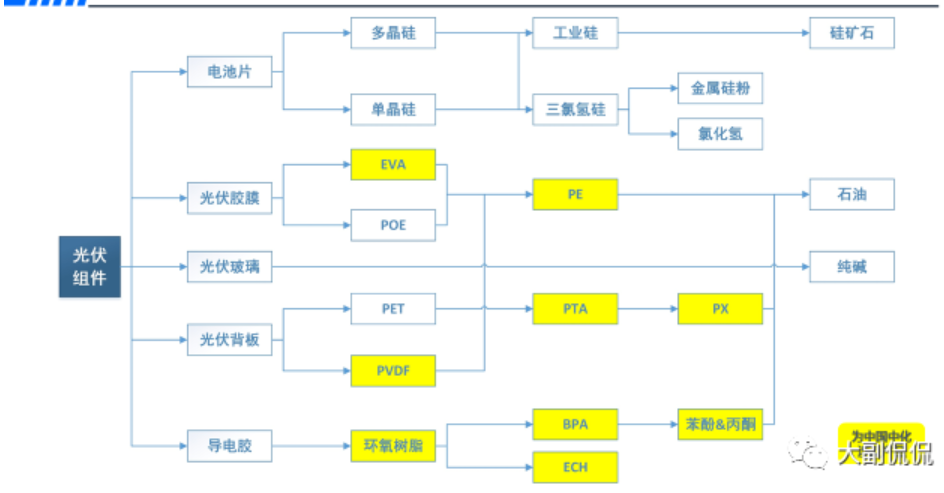 多晶硅
工业硅
硅矿石
电池片
金属硅粉
单晶硅
三氯氢硅
氯化氢
EVA
光伏胶膜
PE
石油
POE
光伏
组件
光伏玻璃
纯碱
PET
PTA
PX
光伏背板
PVDF
BPA
苯酚&丙酮
导电胶
环氧树脂
为中国中化
大副侃侃
ECH